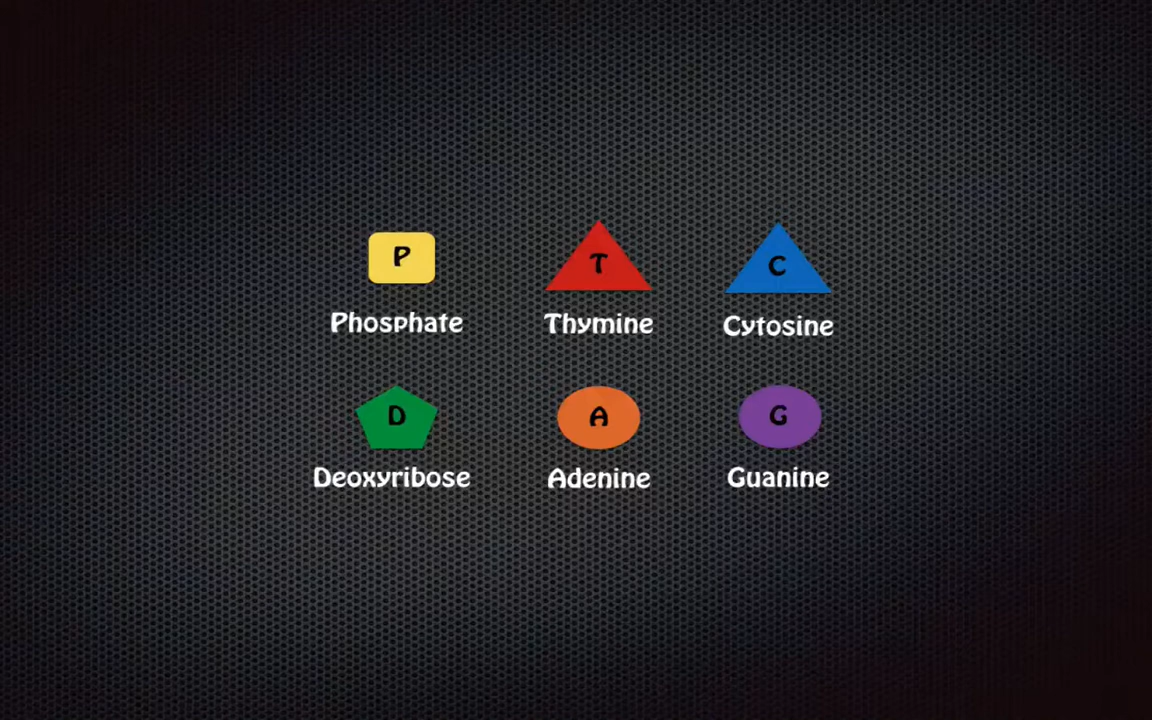 P
T
C
Phosphate
Thymine
Cytosine
D
A
G
Deoxyribose
Adenine
Guanine